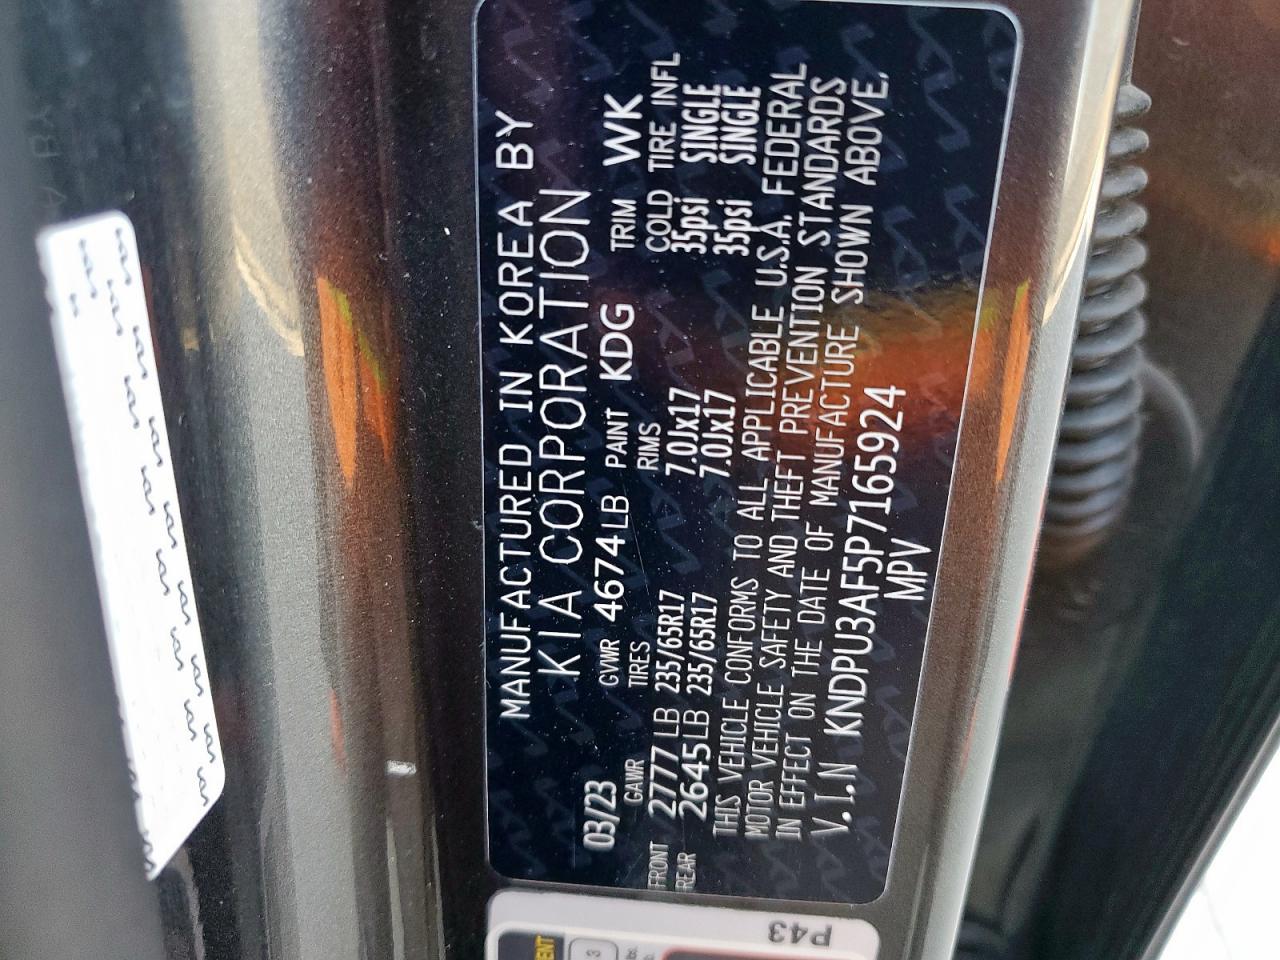 MANUFACTURED IN KOREA BY
KIA CORPORATION
03/23 GVWR 4674LB PAINT KDG TRIM WK
GAWR TIRES RIMS COLD TIRE INFL
FRONT 2777LB 235/65R17 7.0Jx17 35psi SINGLE
REAR 2645LB 235/65R17 7.0Jx17 35psi SINGLE
THIS VEHICLE CONFORMS TO ALL APPLICABLE U.S.A. FEDERAL
MOTOR VEHICLE SAFETY AND THEFT PREVENTION STANDARDS
IN EFFECT ON THE DATE OF MANUFACTURE SHOWN ABOVE.
V.I.N KNDPU3AF5P7165924
MPV
P43